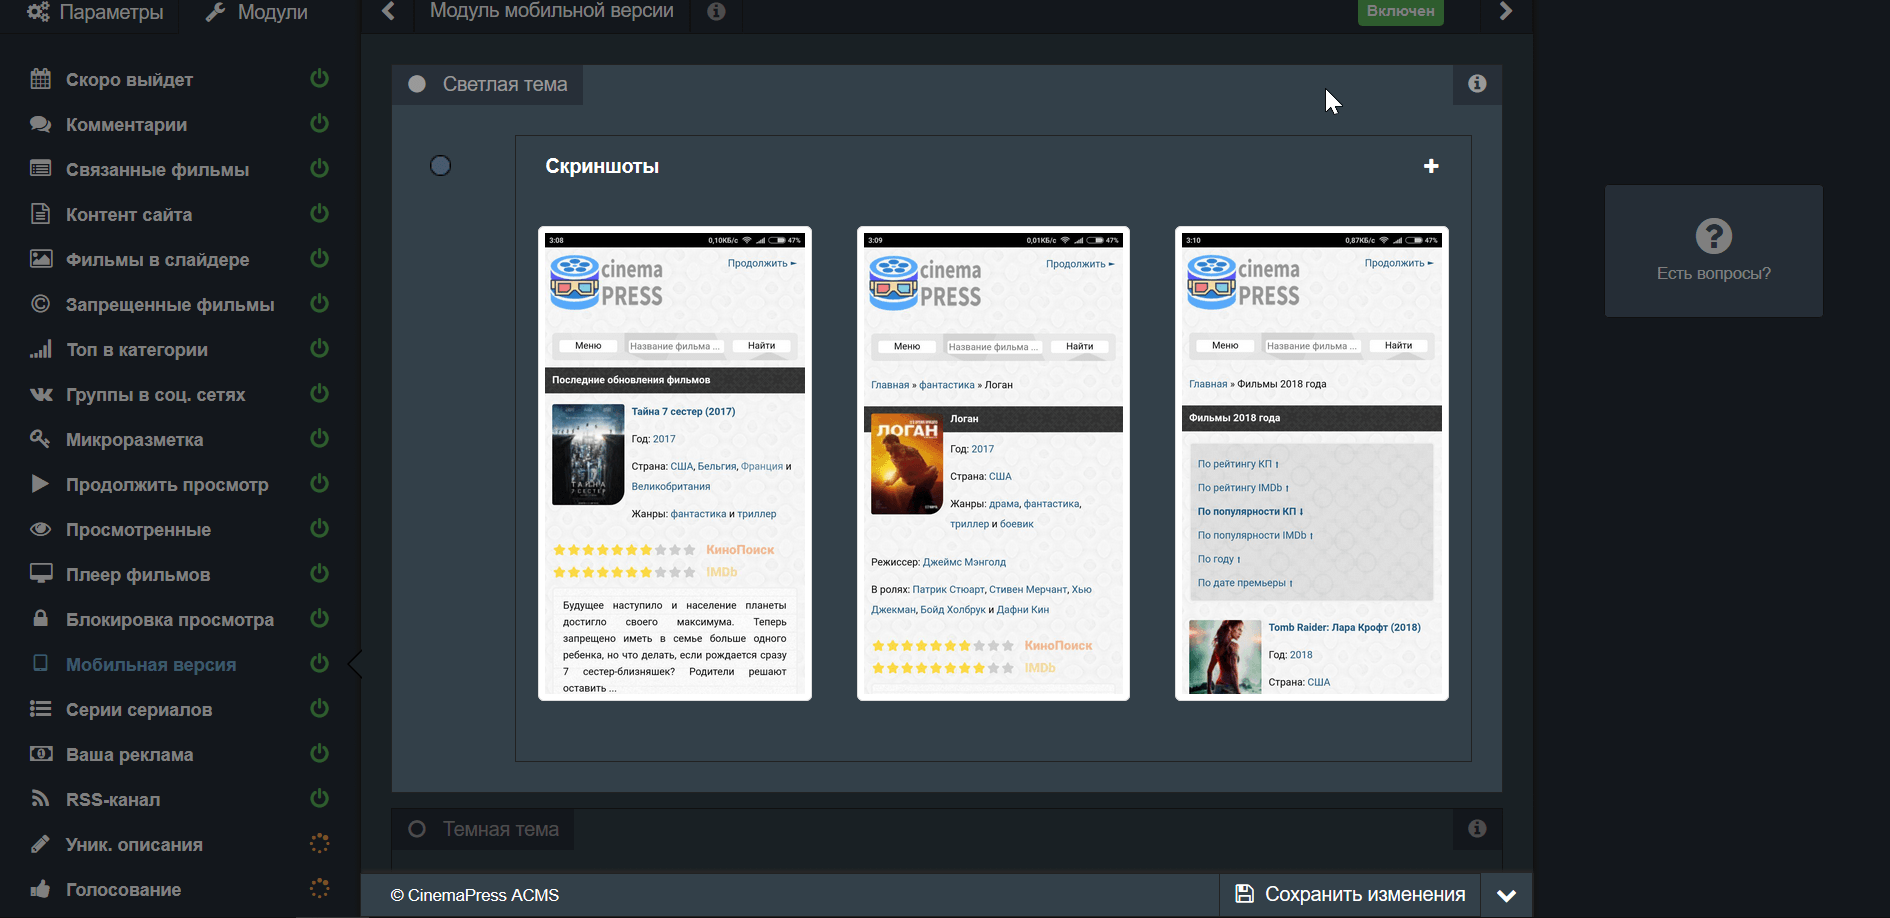 Параметры
Модули
Скоро выйдет
Комментарии
Связанные фильмы
Контент сайта
Фильмы в слайдере
Запрещенные фильмы
Топ в категории
Группы в соц. сетях
Микроразметка
Продолжить просмотр
Просмотренные
Плеер фильмов
Блокировка просмотра
Мобильная версия
Серии сериалов
Ваша реклама
RSS-канал
Уник. описания
Голосование
Модуль мобильной версии
Включен
Светлая тема
Скриншоты
3:08 0,10КБ/с 47%
cinema
PRESS
Продолжить ►
Меню
Название фильма ...
Найти
Последние обновления фильмов
ТАЙНА
7 СЕСТЕР
Тайна 7 сестер (2017)
Год: 2017
Страна: США, Бельгия, Франция и
Великобритания
Жанры: фантастика и триллер
КиноПоиск
IMDb
Будущее наступило и население планеты
достигло своего максимума. Теперь
запрещено иметь в семье больше одного
ребенка, но что делать, если рождается сразу
7 сестер-близняшек? Родители решают
оставить ...
3:09 0,01КБ/с 47%
cinema
PRESS
Продолжить ►
Меню
Название фильма ...
Найти
Главная » фантастика » Логан
Логан
ЛОГАН
Год: 2017
Страна: США
Жанры: драма, фантастика,
триллер и боевик
Режиссер: Джеймс Мэнголд
В ролях: Патрик Стюарт, Стивен Мерчант, Хью
Джекман, Бойд Холбрук и Дафни Кин
КиноПоиск
IMDb
3:10 0,87КБ/с 47%
cinema
PRESS
Продолжить ►
Меню
Название фильма ...
Найти
Главная » Фильмы 2018 года
Фильмы 2018 года
По рейтингу КП ↑
По рейтингу IMDb ↑
По популярности КП ↓
По популярности IMDb ↑
По году ↑
По дате премьеры ↑
Tomb Raider: Лара Крофт (2018)
Год: 2018
Страна: США
Темная тема
© CinemaPress ACMS
Сохранить изменения
Есть вопросы?